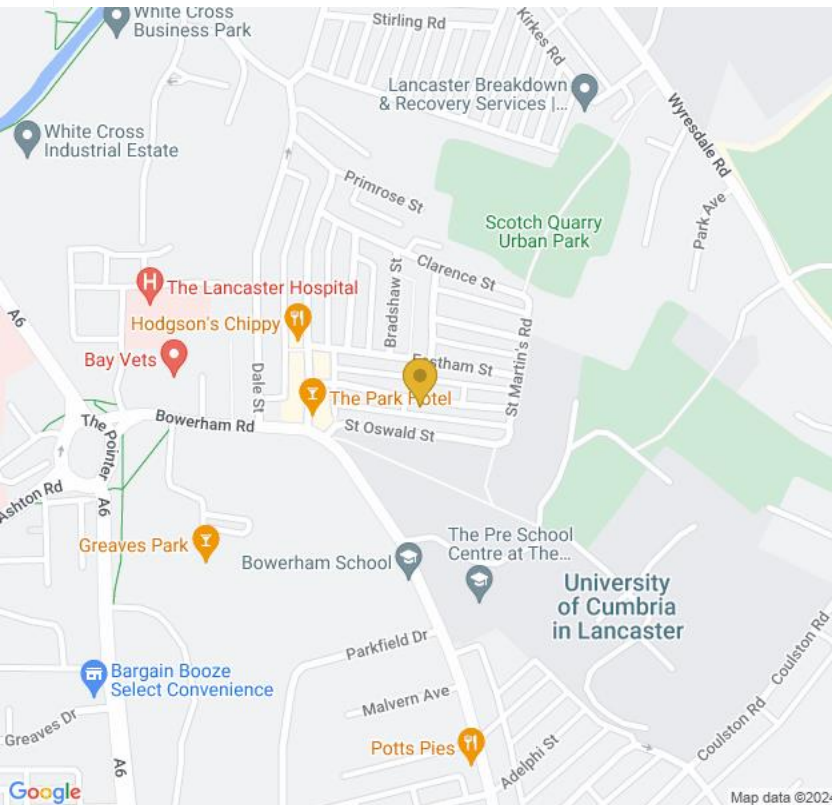 White Cross
Business Park
Stirling Rd
Kirkes Rd
Lancaster Breakdown
& Recovery Services |...
White Cross
Industrial Estate
Wyresdale Rd
Primrose St
Park Ave
Scotch Quarry
Urban Park
Clarence St
Bradshaw St
H
The Lancaster Hospital
A6
Hodgson's Chippy
St Martin's Rd
Bay Vets
Eastham St
Dale St
The Park Hotel
The Pointer
Bowerham Rd
St Oswald St
Ashton Rd
A6
Greaves Park
Bowerham School
The Pre School
Centre at The...
University
of Cumbria
in Lancaster
Parkfield Dr
Coulston Rd
Bargain Booze
Select Convenience
Malvern Ave
Greaves Dr
Coulston Rd
Potts Pies
Adelphi St
A6
Google
Map data ©2024